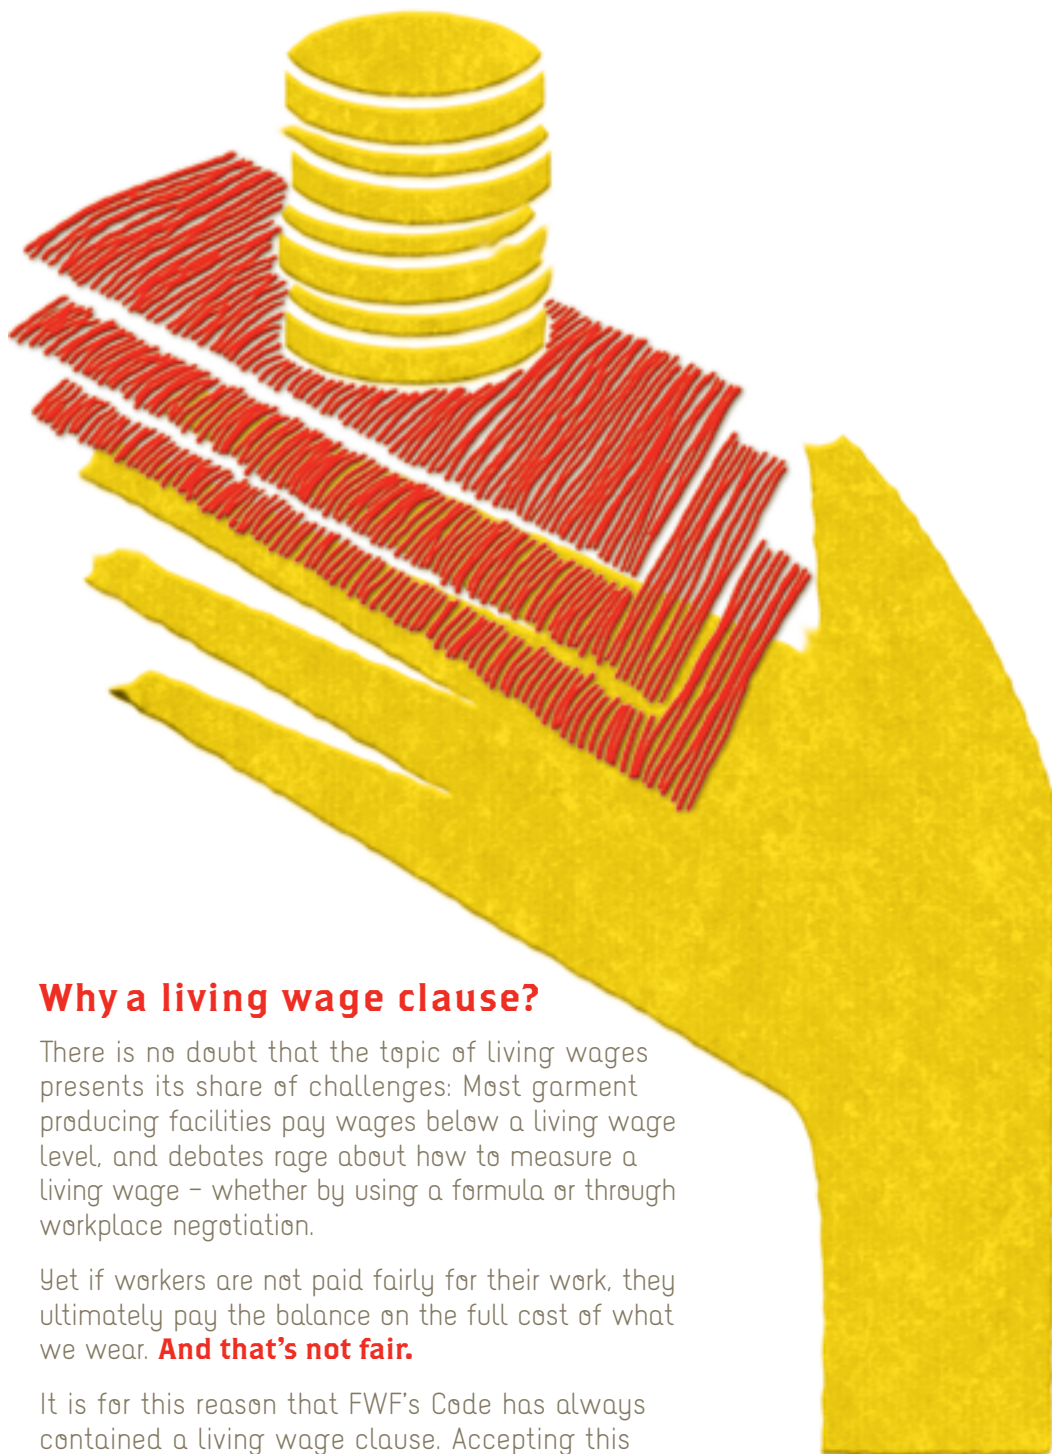 Why a living wage clause?
There is no doubt that the topic of living wages
presents its share of challenges: Most garment
producing facilities pay wages below a living wage
level, and debates rage about how to measure a
living wage – whether by using a formula or through
workplace negotiation.
Yet if workers are not paid fairly for their work, they
ultimately pay the balance on the full cost of what
we wear. And that's not fair.
It is for this reason that FWF's Code has always
contained a living wage clause. Accepting this